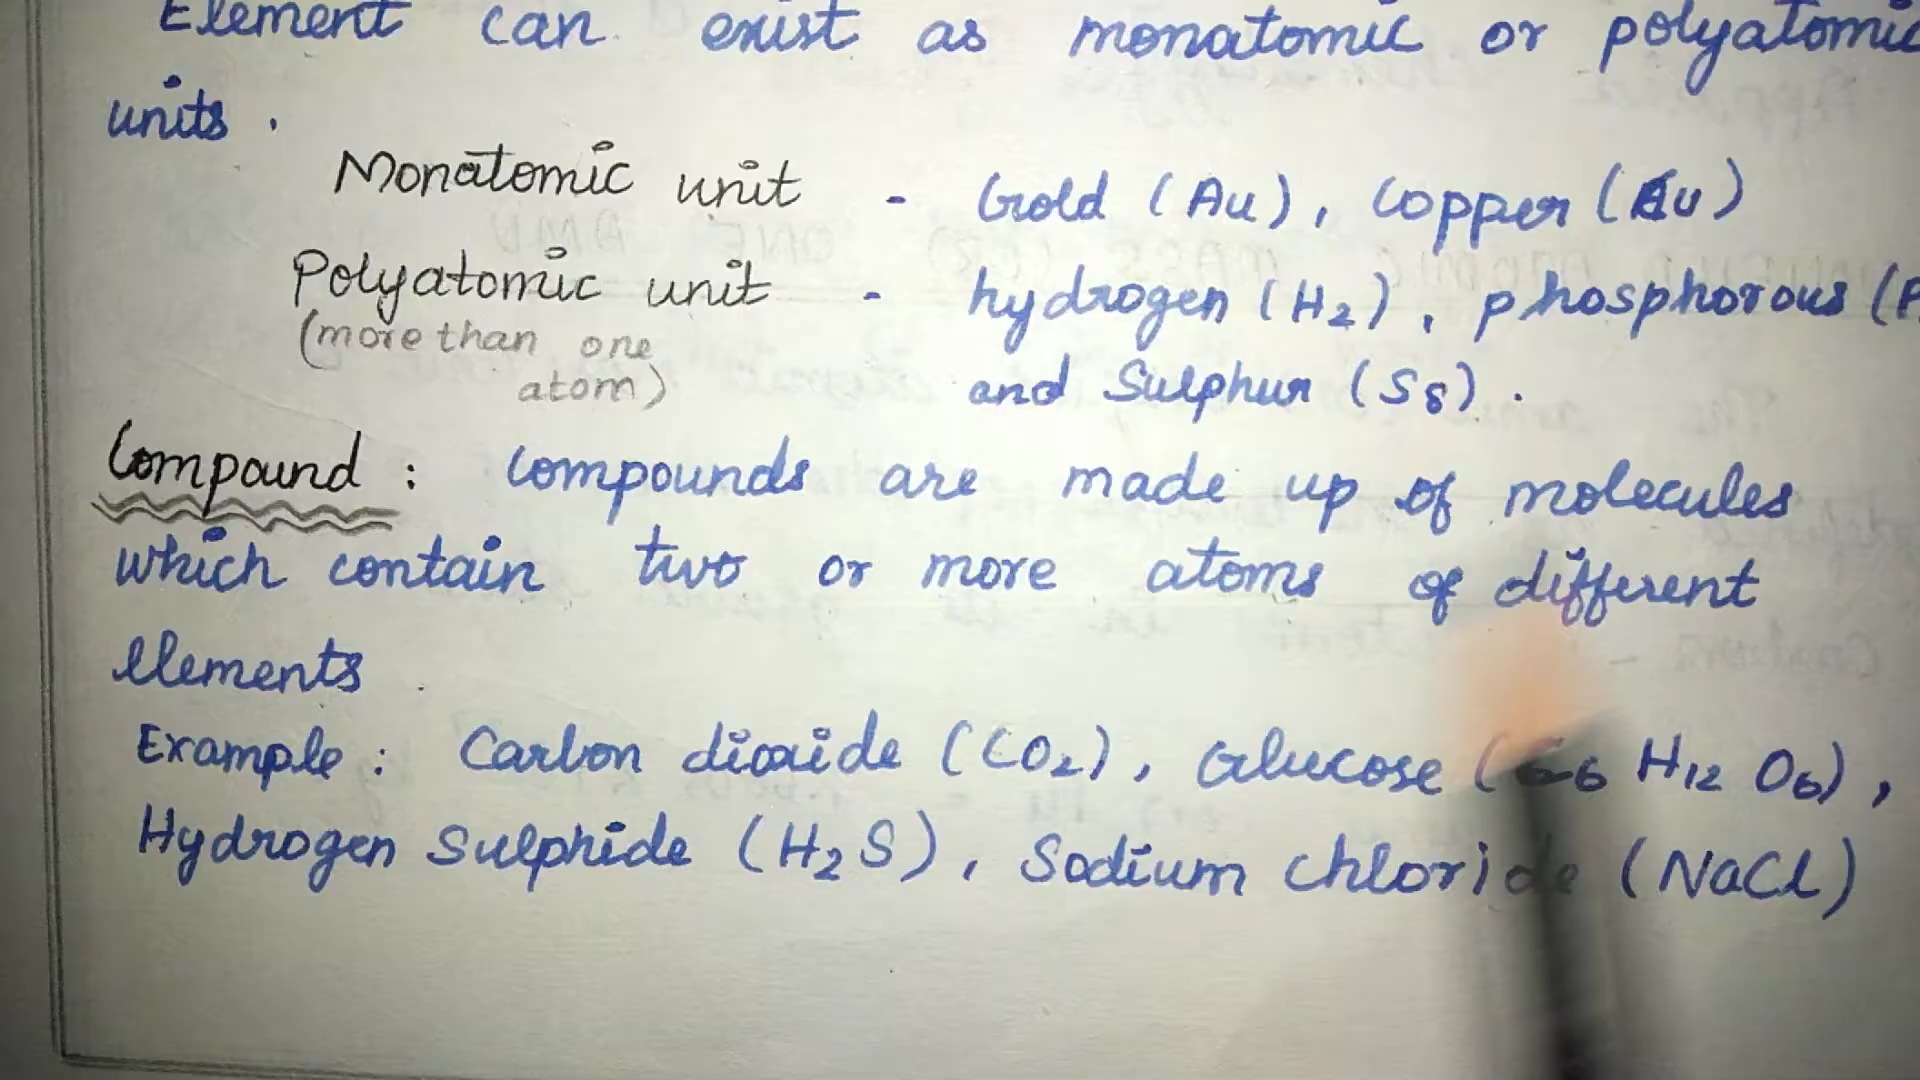 Element can exist as monatomic or polyatomic
units.
Monatomic unit - Gold (Au), Copper (Cu)
Polyatomic unit - hydrogen (H₂), phosphorous (P
(more than one
atom)
and Sulphur (S₈).
Compound : Compounds are made up of molecules
which contain two or more atoms of different
elements.
Example : Carbon dioxide (CO₂), Glucose (C₆ H₁₂ O₆),
Hydrogen Sulphide (H₂S), Sodium chloride (NaCl)